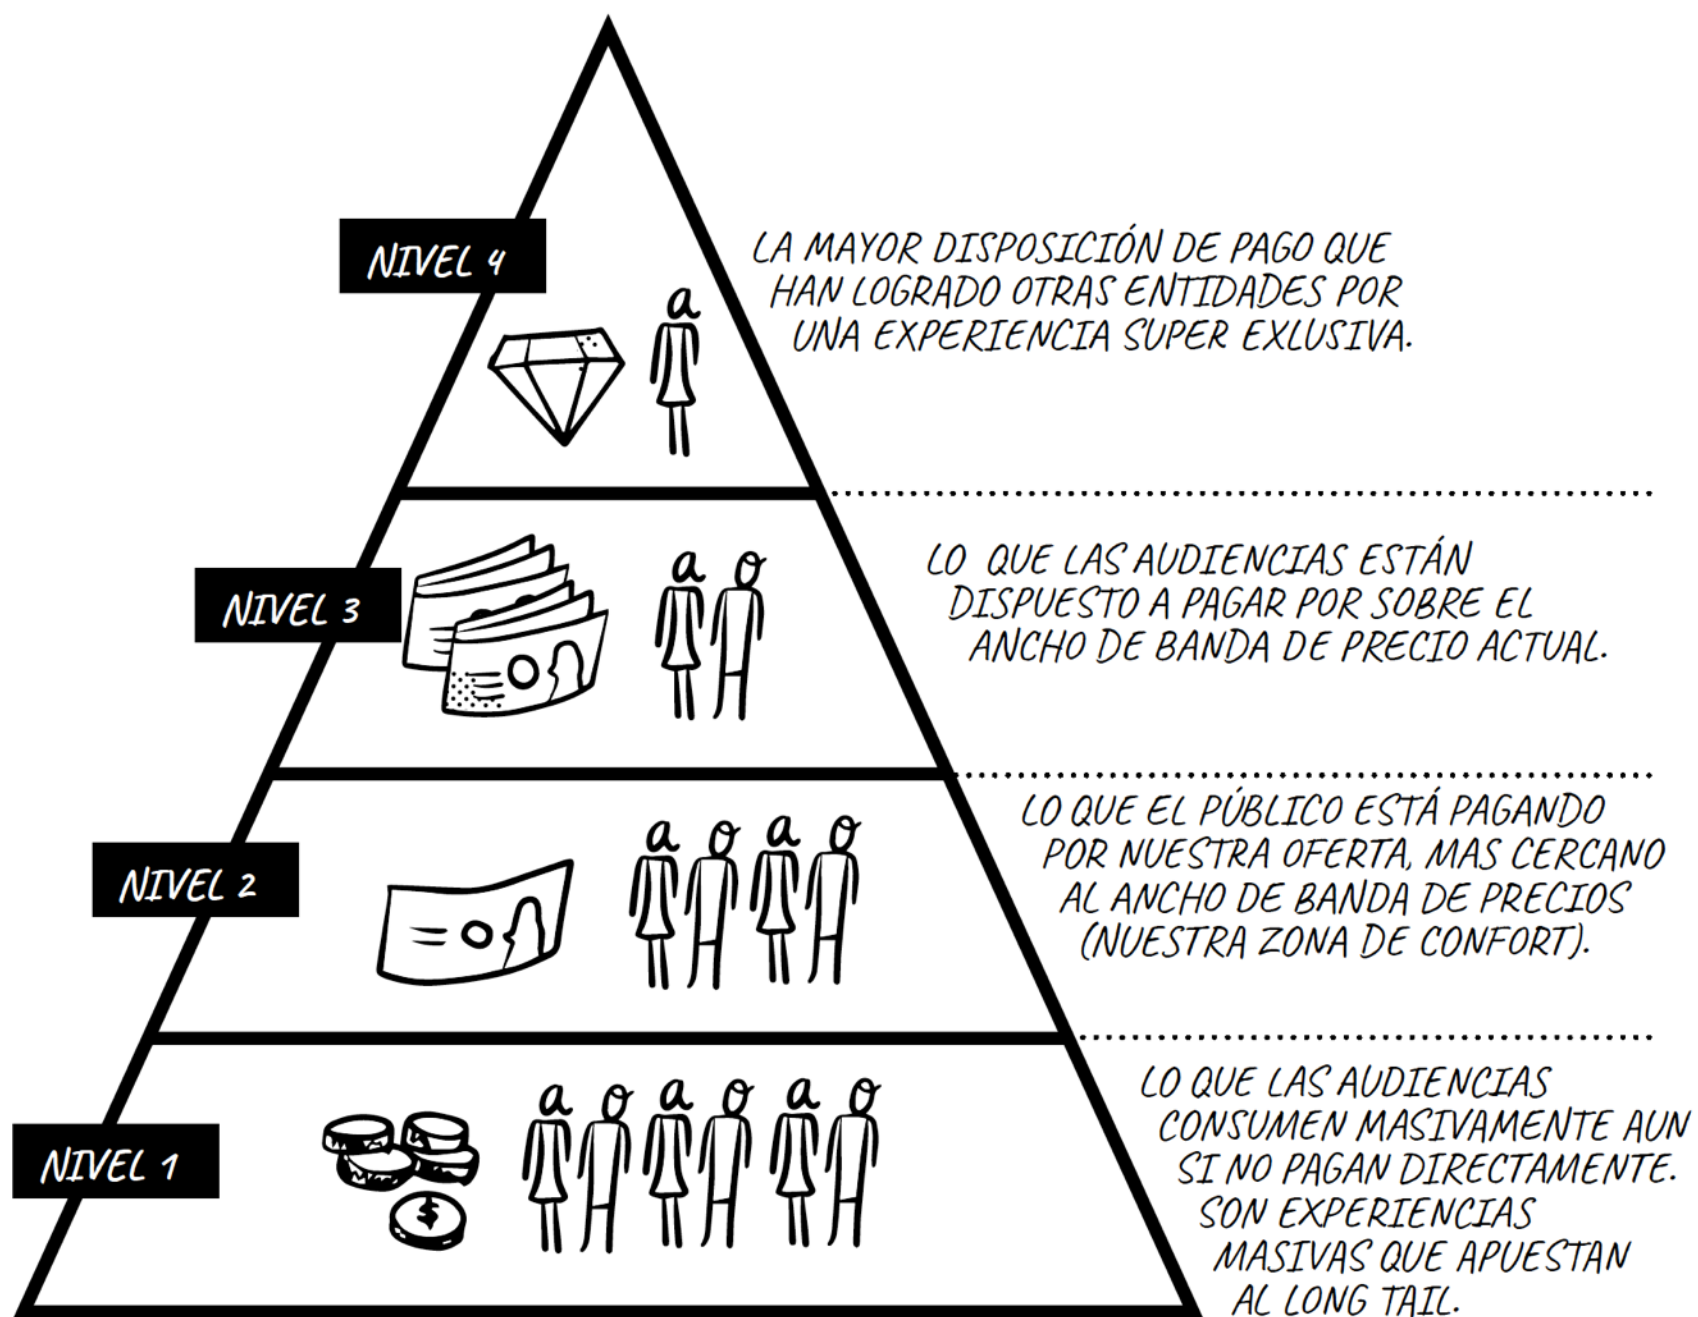 NIVEL 4
LA MAYOR DISPOSICIÓN DE PAGO QUE
HAN LOGRADO OTRAS ENTIDADES POR
UNA EXPERIENCIA SUPER EXLUSIVA.
NIVEL 3
LO QUE LAS AUDIENCIAS ESTÁN
DISPUESTO A PAGAR POR SOBRE EL
ANCHO DE BANDA DE PRECIO ACTUAL.
NIVEL 2
LO QUE EL PÚBLICO ESTÁ PAGANDO
POR NUESTRA OFERTA, MAS CERCANO
AL ANCHO DE BANDA DE PRECIOS
(NUESTRA ZONA DE CONFORT).
NIVEL 1
$
LO QUE LAS AUDIENCIAS
CONSUMEN MASIVAMENTE AUN
SI NO PAGAN DIRECTAMENTE.
SON EXPERIENCIAS
MASIVAS QUE APUESTAN
AL LONG TAIL.